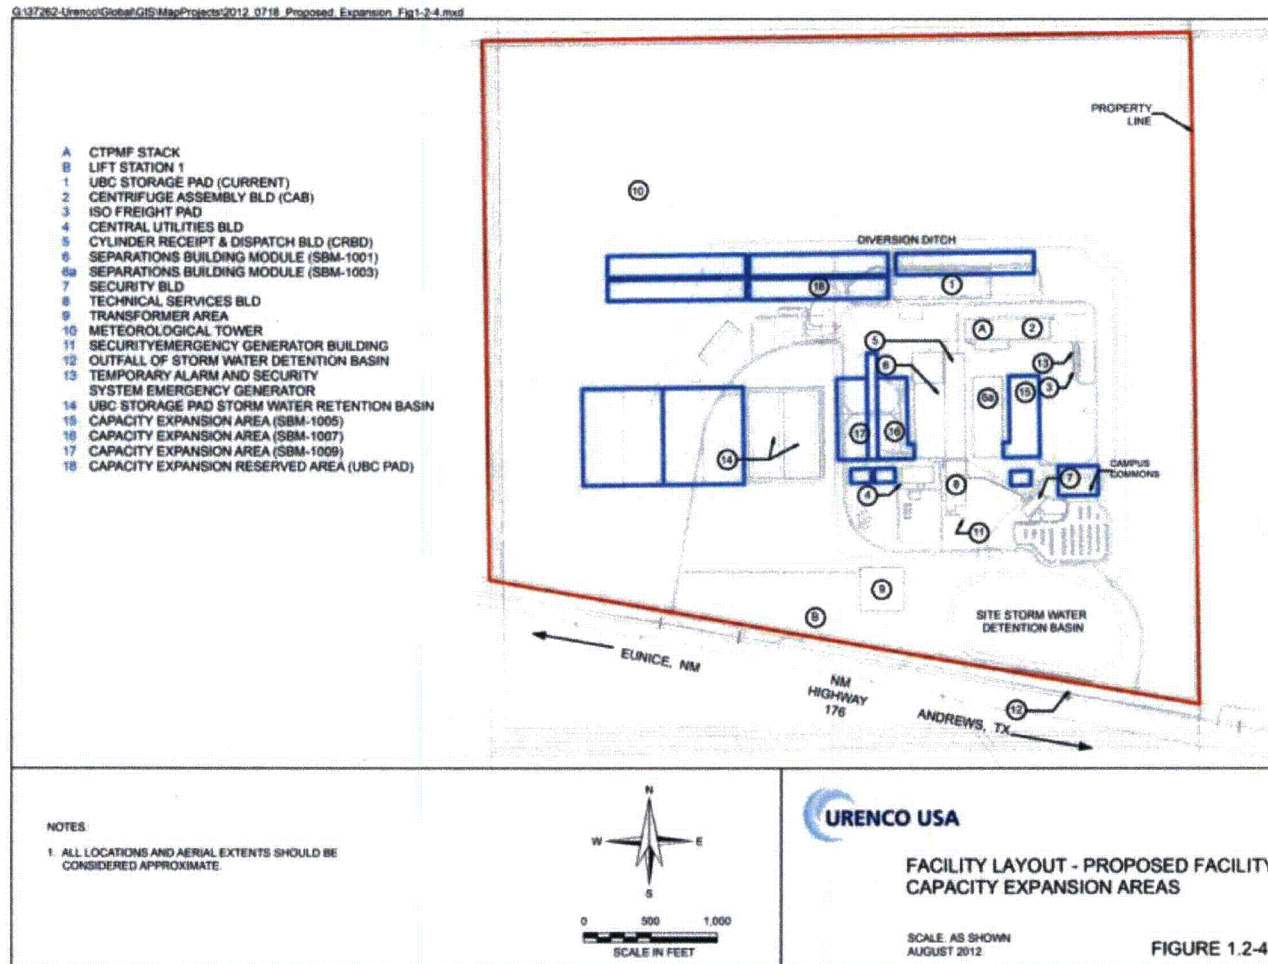 G:\37262-Urenco\Global\GIS\MapProjects\2012_0718_Proposed_Expansion_Fig1-2-4.mxd
PROPERTY
LINE
A CTPMF STACK
B LIFT STATION 1
1 UBC STORAGE PAD (CURRENT)
2 CENTRIFUGE ASSEMBLY BLD (CAB)
3 ISO FREIGHT PAD
4 CENTRAL UTILITIES BLD
5 CYLINDER RECEIPT & DISPATCH BLD (CRBD)
6 SEPARATIONS BUILDING MODULE (SBM-1001)
6a SEPARATIONS BUILDING MODULE (SBM-1003)
7 SECURITY BLD
8 TECHNICAL SERVICES BLD
9 TRANSFORMER AREA
10 METEOROLOGICAL TOWER
11 SECURITYEMERGENCY GENERATOR BUILDING
12 OUTFALL OF STORM WATER DETENTION BASIN
13 TEMPORARY ALARM AND SECURITY
SYSTEM EMERGENCY GENERATOR
14 UBC STORAGE PAD STORM WATER RETENTION BASIN
15 CAPACITY EXPANSION AREA (SBM-1005)
16 CAPACITY EXPANSION AREA (SBM-1007)
17 CAPACITY EXPANSION AREA (SBM-1009)
18 CAPACITY EXPANSION RESERVED AREA (UBC PAD)
10
DIVERSION DITCH
18
1
A
2
5
13
6
3
6a
15
17
16
14
CAMPUS
COMMONS
7
4
8
11
9
B
SITE STORM WATER
DETENTION BASIN
EUNICE, NM
NM
HIGHWAY
176
12
ANDREWS, TX
NOTES:
1. ALL LOCATIONS AND AERIAL EXTENTS SHOULD BE
CONSIDERED APPROXIMATE.
N
W E
S
0 500 1,000
SCALE IN FEET
URENCO USA
FACILITY LAYOUT - PROPOSED FACILITY
CAPACITY EXPANSION AREAS
SCALE: AS SHOWN
AUGUST 2012
FIGURE 1.2-4